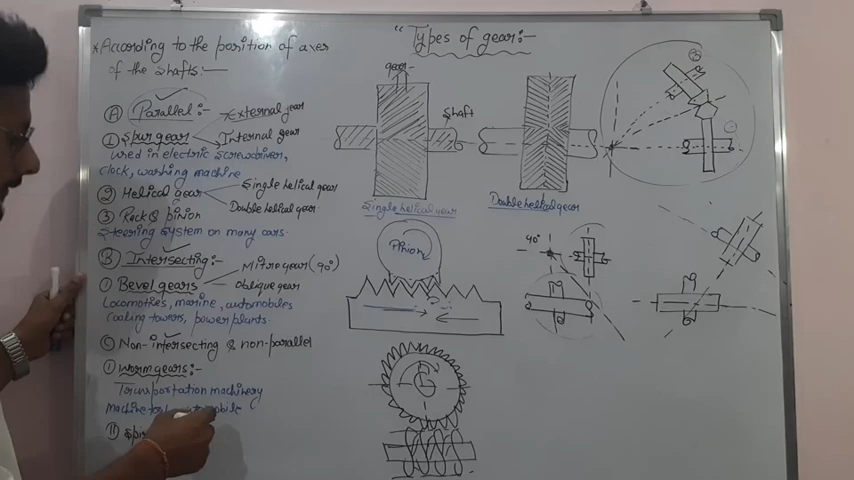 "Types of gear:-
*According to the position of axes
of the shafts:-
Ⓐ Parallel:-
① Spur gear
External gear
Internal gear
used in electric screwdriver,
clock, washing machine
② Helical gear
Single helical gear
Double helical gear
③ Rack & pinion
Steering system on many cars.
Ⓑ Intersecting:-
① Bevel gears
Mitre gear (90°)
Oblique gear
Locomotives, marine, automobiles
Cooling towers, power plants.
Ⓒ Non-intersecting & non-parallel
① Worm gears:-
Transportation machinery
Machine
Ⓘ Spi
gear
Shaft
Single helical gear
Double helical gear
Pinion
90°